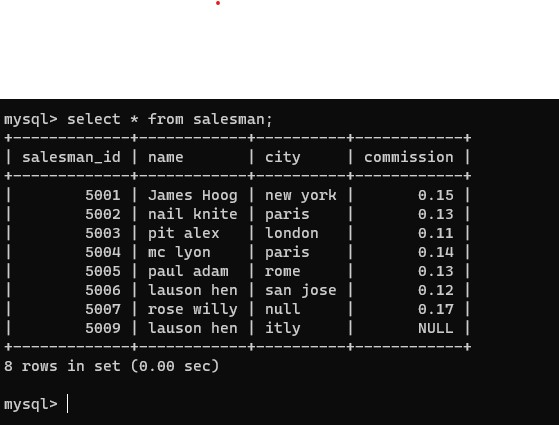 mysql> select * from salesman;
+-------------+------------+----------+------------+
| salesman_id | name       | city     | commission |
+-------------+------------+----------+------------+
|        5001 | James Hoog | new york |       0.15 |
|        5002 | nail knite | paris    |       0.13 |
|        5003 | pit alex   | london   |       0.11 |
|        5004 | mc lyon    | paris    |       0.14 |
|        5005 | paul adam  | rome     |       0.13 |
|        5006 | lauson hen | san jose |       0.12 |
|        5007 | rose willy | null     |       0.17 |
|        5009 | lauson hen | itly     |       NULL |
+-------------+------------+----------+------------+
8 rows in set (0.00 sec)
mysql>